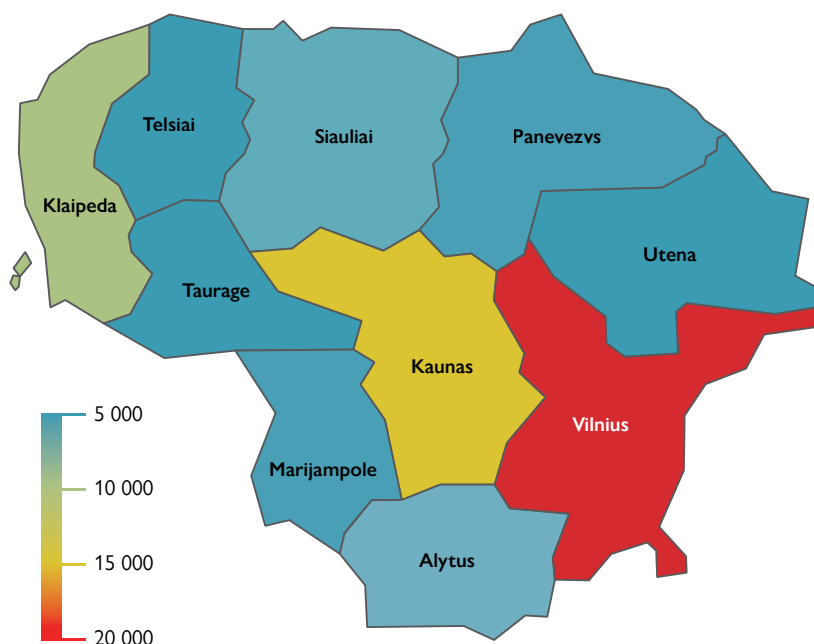 Telsiai
Siauliai
Panevezvs
Klaipeda
Utena
Taurage
Kaunas
Vilnius
Marijampole
Alytus
5 000
10 000
15 000
20 000